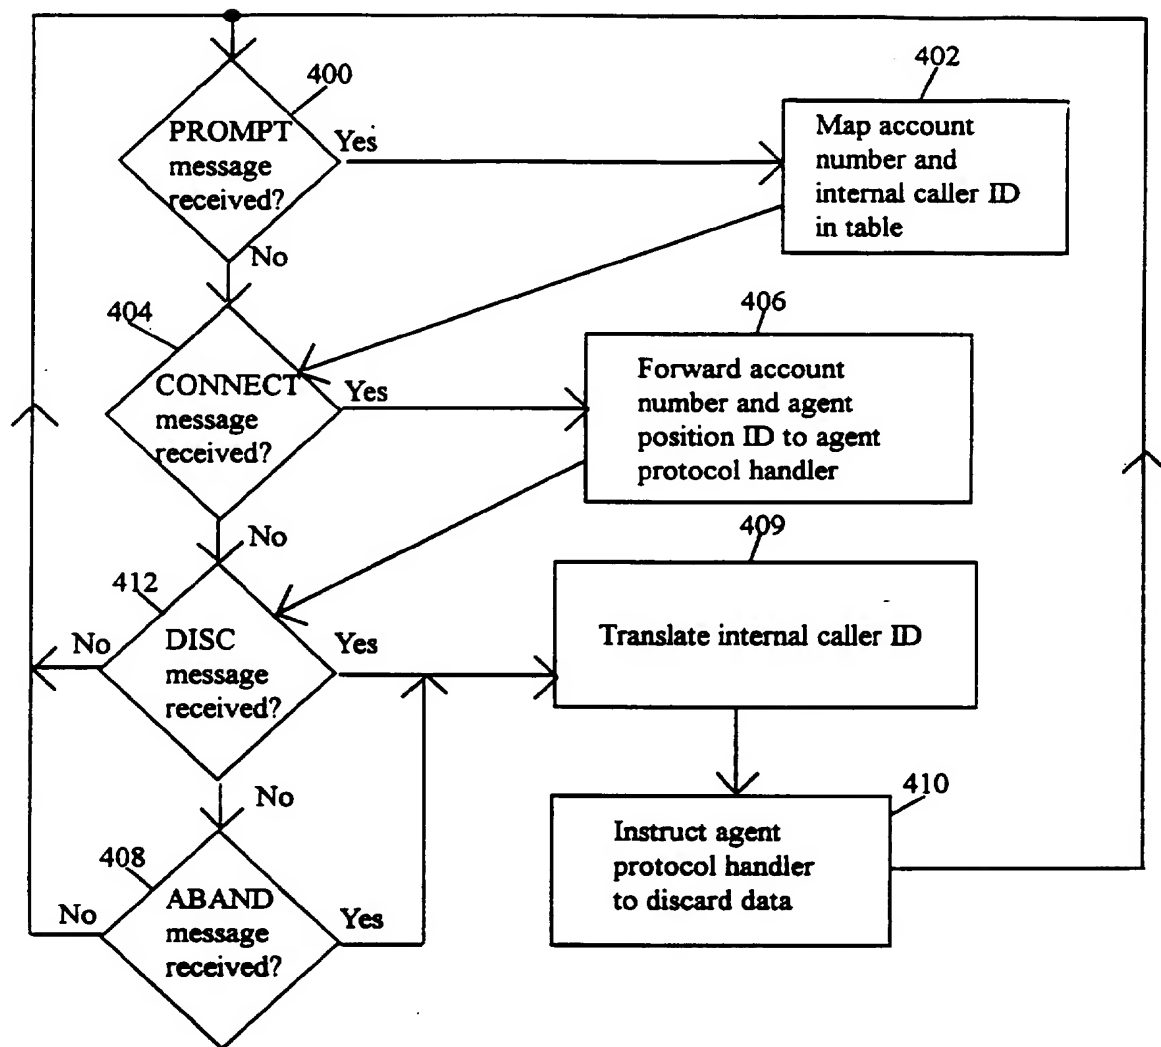 400
PROMPT
message
received?
Yes
No
402
Map account
number and
internal caller ID
in table
404
CONNECT
message
received?
Yes
No
406
Forward account
number and agent
position ID to agent
protocol handler
412
No
DISC
message
received?
Yes
No
409
Translate internal caller ID
410
Instruct agent
protocol handler
to discard data
408
No
ABAND
message
received?
Yes